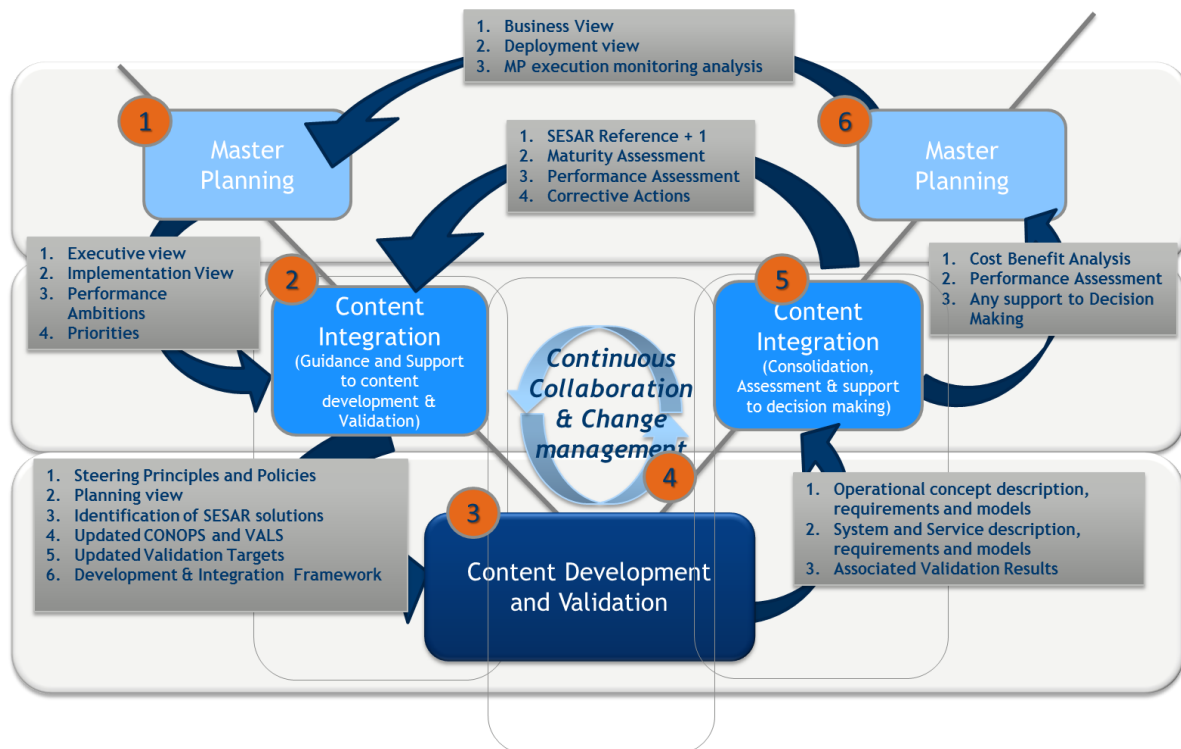 1. Business View
2. Deployment view
3. MP execution monitoring analysis
1
Master
Planning
6
Master
Planning
1. SESAR Reference + 1
2. Maturity Assessment
3. Performance Assessment
4. Corrective Actions
1. Executive view
2. Implementation View
3. Performance
Ambitions
4. Priorities
1. Cost Benefit Analysis
2. Performance Assessment
3. Any support to Decision
Making
2
Content
Integration
(Guidance and Support
to content
development &
Validation)
Continuous
Collaboration
& Change
management
5
Content
Integration
(Consolidation,
Assessment & support
to decision making)
1. Steering Principles and Policies
2. Planning view
3. Identification of SESAR solutions
4. Updated CONOPS and VALS
5. Updated Validation Targets
6. Development & Integration Framework
3
4
Content Development
and Validation
1. Operational concept description,
requirements and models
2. System and Service description,
requirements and models
3. Associated Validation Results